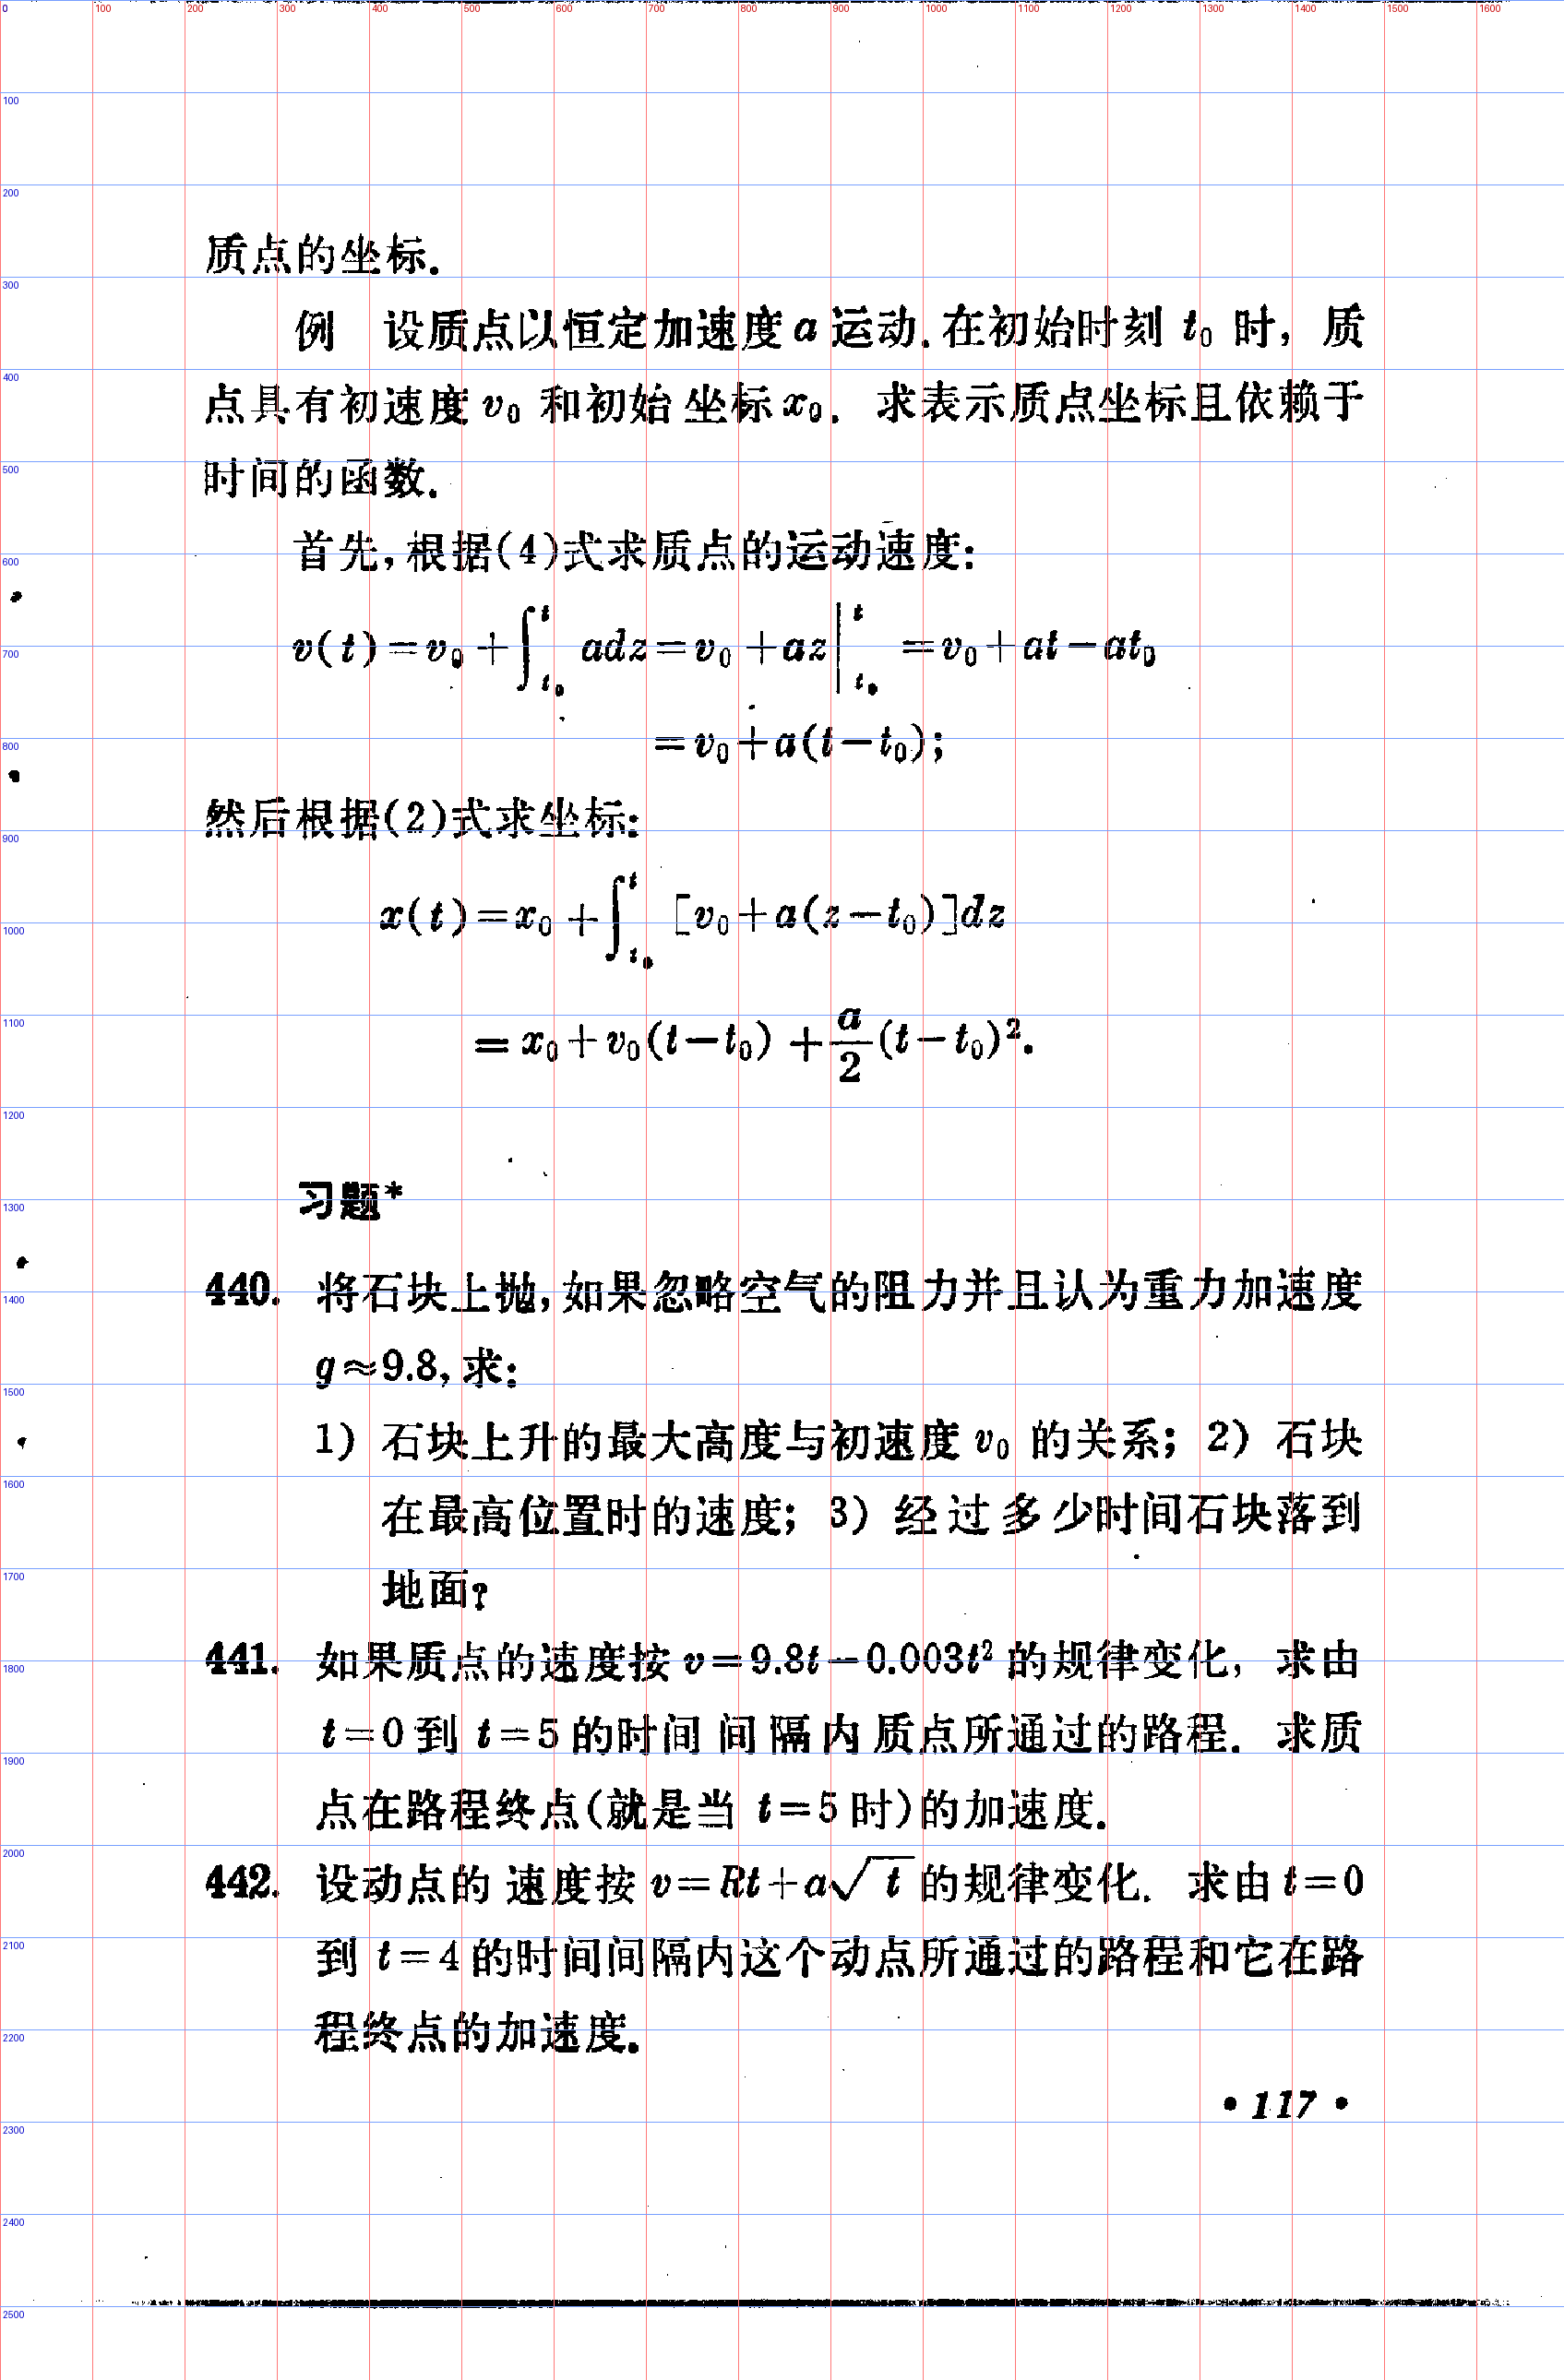 质点的坐标.
例 设质点以恒定加速度 a 运动.在初始时刻 t₀ 时, 质
点具有初速度 v₀ 和初始坐标 x₀. 求表示质点坐标且依赖于
时间的函数.
首先,根据(4)式求质点的运动速度:
v(t)=v₀+∫_{t₀}^{t} adz=v₀+az|_{t₀}^{t}=v₀+at-at₀
=v₀+a(t-t₀);
然后根据(2)式求坐标:
x(t)=x₀+∫_{t₀}^{t} [v₀+a(z-t₀)]dz
=x₀+v₀(t-t₀)+a/2(t-t₀)².
习题*
440. 将石块上抛,如果忽略空气的阻力并且认为重力加速度
g≈9.8,求:
1) 石块上升的最大高度与初速度 v₀ 的关系; 2) 石块
在最高位置时的速度; 3) 经过多少时间石块落到
地面?
441. 如果质点的速度按 v=9.8t-0.003t² 的规律变化, 求由
t=0 到 t=5 的时间间隔内质点所通过的路程. 求质
点在路程终点(就是当 t=5 时)的加速度.
442. 设动点的速度按 v=Rt+a√t 的规律变化. 求由 t=0
到 t=4 的时间间隔内这个动点所通过的路程和它在路
程终点的加速度.
• 117 •